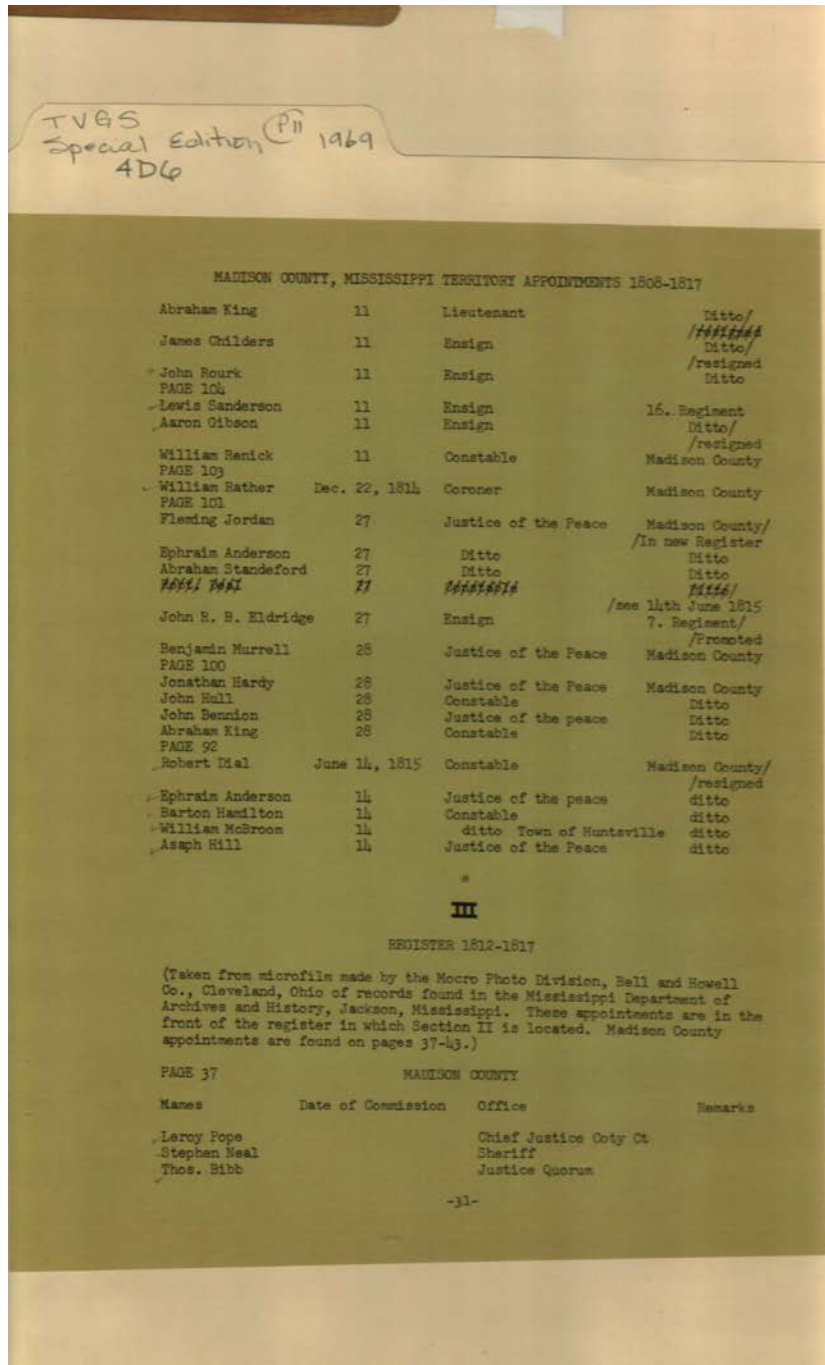 TVGS
Special Edition PII 1969
4D6
MADISON COUNTY, MISSISSIPPI TERRITORY APPOINTMENTS 1808-1817
Abraham King 11 Lieutenant Ditto/
James Childers 11 Ensign Ditto/
/resigned
John Rourk 11 Ensign Ditto
PAGE 104
Lewis Sanderson 11 Ensign 16. Regiment
Aaron Gibson 11 Ensign Ditto/
/resigned
William Renick 11 Constable Madison County
PAGE 103
William Rather Dec. 22, 1814 Coroner Madison County
PAGE 101
Fleming Jordan 27 Justice of the Peace Madison County/
/In new Register
Ephraim Anderson 27 Ditto Ditto
Abraham Standeford 27 Ditto Ditto
27
/see 14th June 1815
John R. B. Eldridge 27 Ensign 7. Regiment/
/Promoted
Benjamin Murrell 28 Justice of the Peace Madison County
PAGE 100
Jonathan Hardy 28 Justice of the Peace Madison County
John Hull 28 Constable Ditto
John Bennion 28 Justice of the peace Ditto
Abraham King 28 Constable Ditto
PAGE 92
Robert Dial June 14, 1815 Constable Madison County/
/resigned
Ephraim Anderson 14 Justice of the peace ditto
Barton Hamilton 14 Constable ditto
William McBroom 14 ditto Town of Huntsville ditto
Asaph Hill 14 Justice of the Peace ditto
*
III
REGISTER 1812-1817
(Taken from microfilm made by the Mocro Photo Division, Bell and Howell
Co., Cleveland, Ohio of records found in the Mississippi Department of
Archives and History, Jackson, Mississippi. These appointments are in the
front of the register in which Section II is located. Madison County
appointments are found on pages 37-43.)
PAGE 37 MADISON COUNTY
Names Date of Commission Office Remarks
Leroy Pope Chief Justice Coty Ct
Stephen Neal Sheriff
Thos. Bibb Justice Quorum
-31-